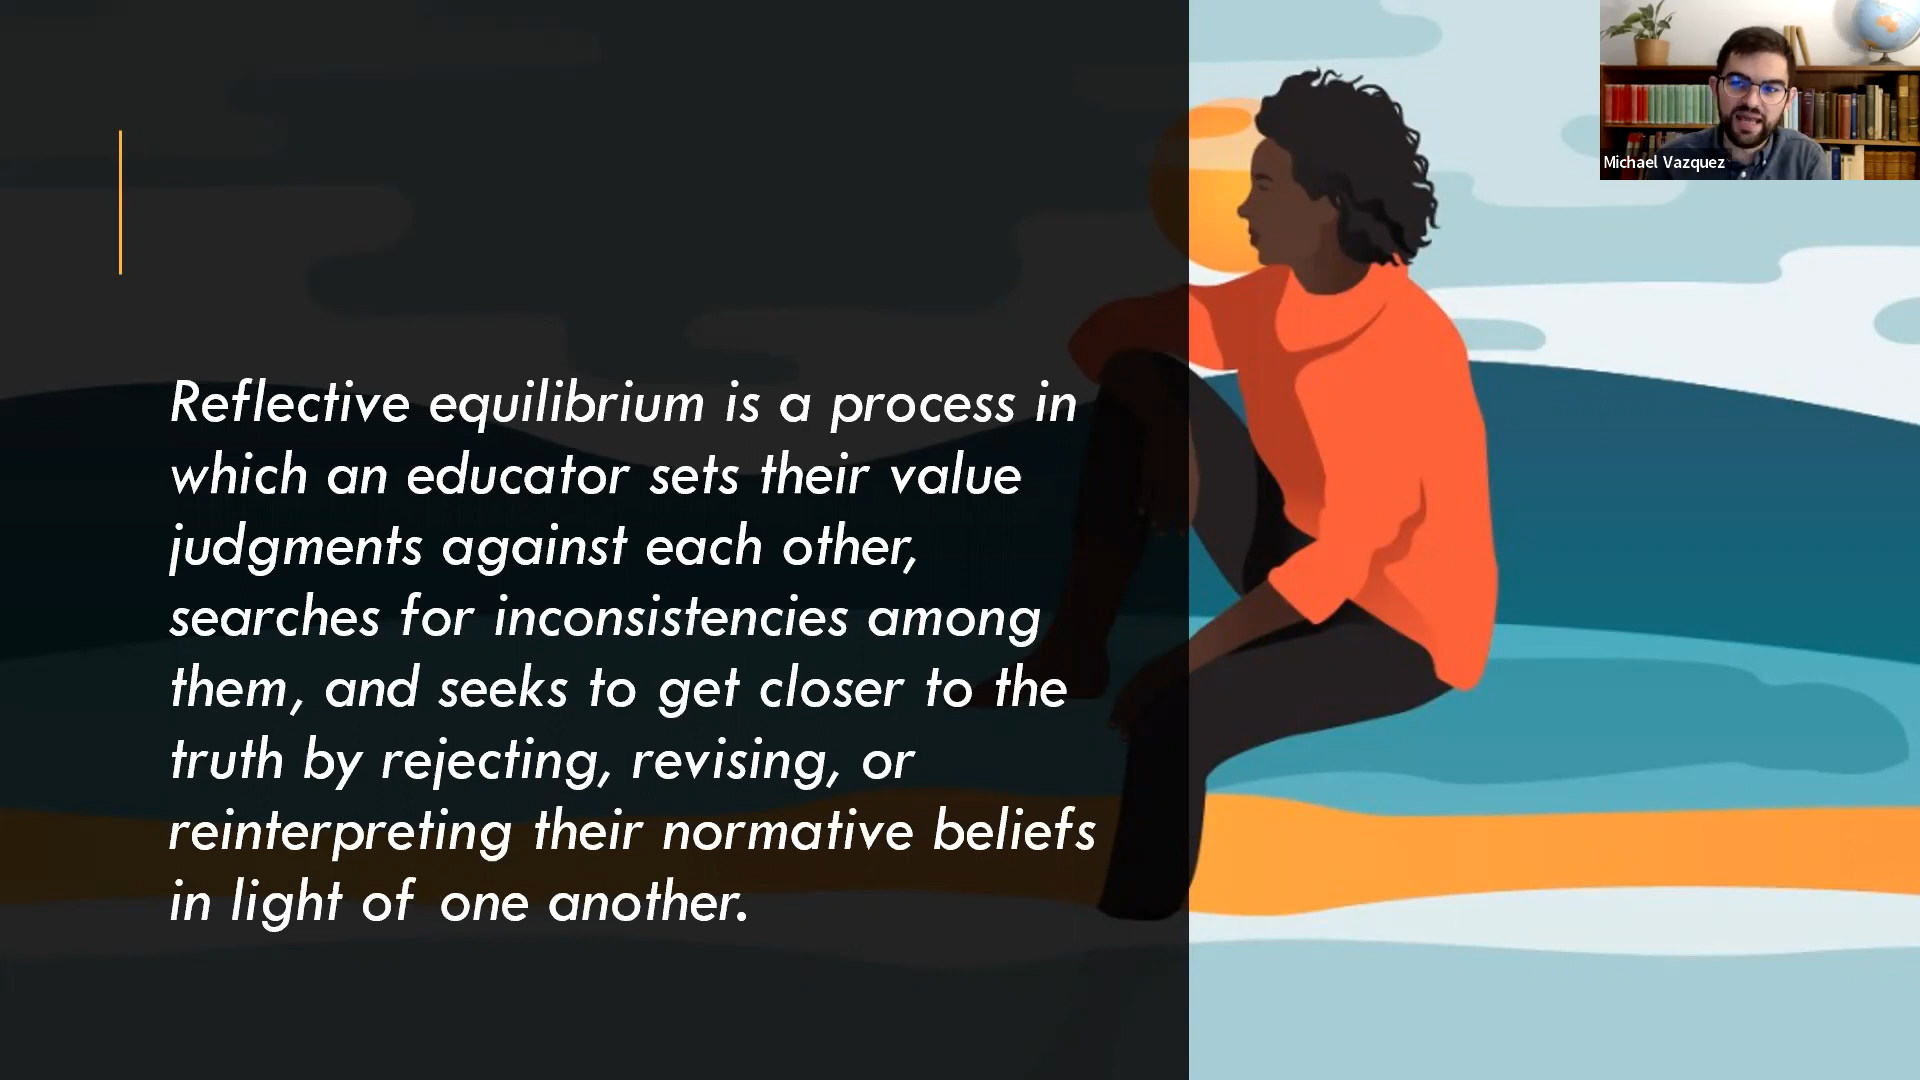 Michael Vazquez
Reflective equilibrium is a process in
which an educator sets their value
judgments against each other,
searches for inconsistencies among
them, and seeks to get closer to the
truth by rejecting, revising, or
reinterpreting their normative beliefs
in light of one another.